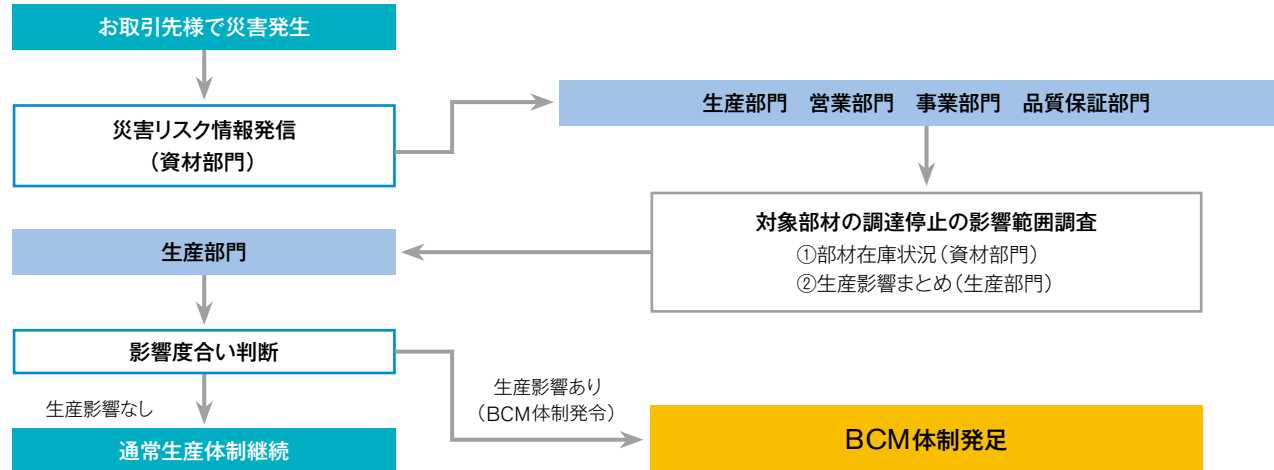 お取引先様で災害発生
災害リスク情報発信
（資材部門）
生産部門　営業部門　事業部門　品質保証部門
対象部材の調達停止の影響範囲調査
①部材在庫状況（資材部門）
②生産影響まとめ（生産部門）
生産部門
影響度合い判断
生産影響なし
生産影響あり
（BCM体制発令）
通常生産体制継続
BCM体制発足